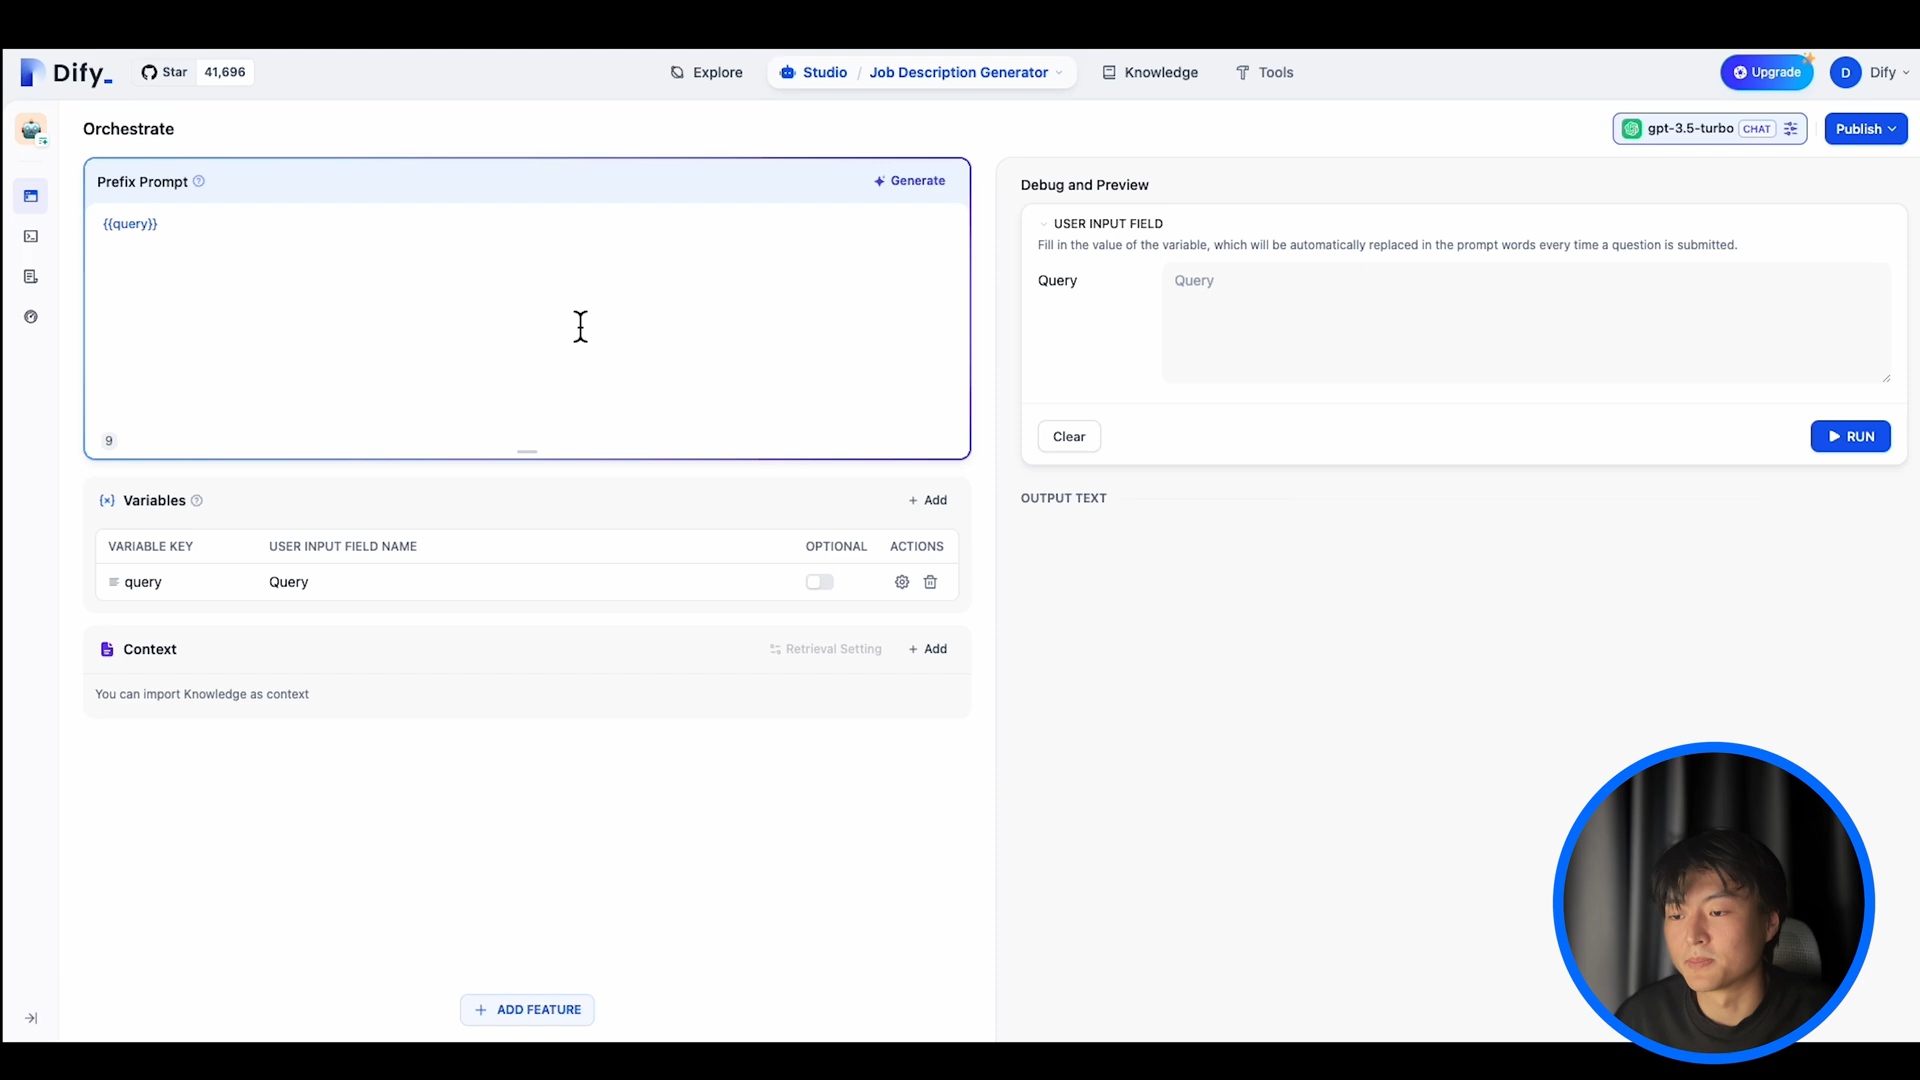 Dify_
Star 41,696
Explore
Studio / Job Description Generator
Knowledge
Tools
Upgrade
D Dify
Orchestrate
gpt-3.5-turbo CHAT
Publish
Prefix Prompt
Generate
{{query}}
9
Variables
+ Add
VARIABLE KEY USER INPUT FIELD NAME OPTIONAL ACTIONS
query Query
Context
Retrieval Setting
+ Add
You can import Knowledge as context
+ ADD FEATURE
Debug and Preview
USER INPUT FIELD
Fill in the value of the variable, which will be automatically replaced in the prompt words every time a question is submitted.
Query Query
Clear
RUN
OUTPUT TEXT